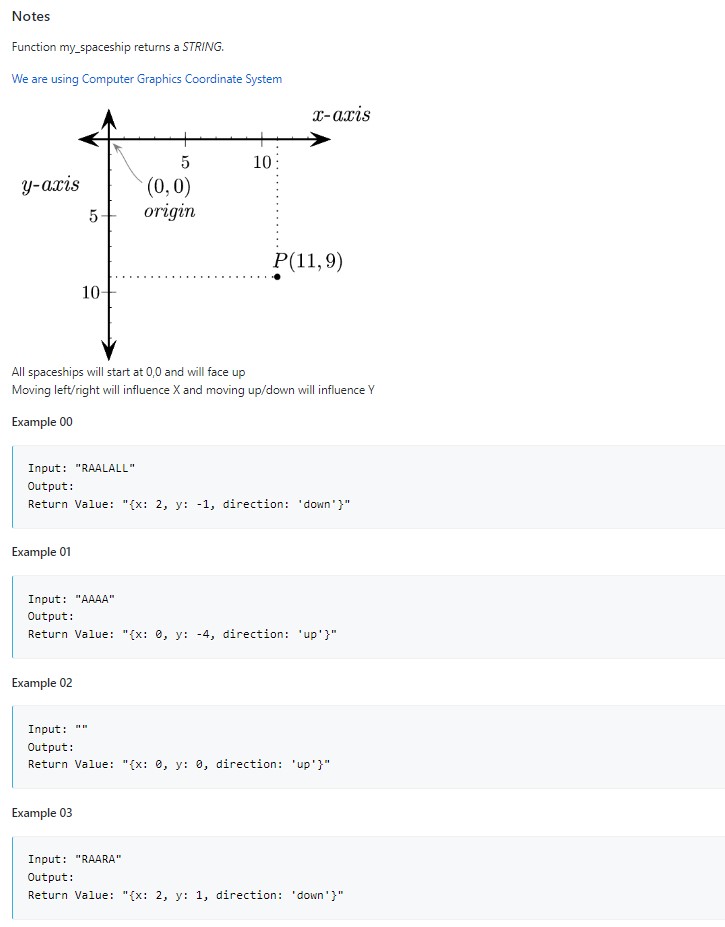 Notes
Function my_spaceship returns a STRING.
We are using Computer Graphics Coordinate System
x-axis
5
10
y-axis
(0,0)
origin
5
P(11,9)
10
All spaceships will start at 0,0 and will face up
Moving left/right will influence X and moving up/down will influence Y
Example 00
Input: "RAALALL"
Output:
Return Value: "{x: 2, y: -1, direction: 'down'}"
Example 01
Input: "AAAA"
Output:
Return Value: "{x: 0, y: -4, direction: 'up'}"
Example 02
Input: ""
Output:
Return Value: "{x: 0, y: 0, direction: 'up'}"
Example 03
Input: "RAARA"
Output:
Return Value: "{x: 2, y: 1, direction: 'down'}"